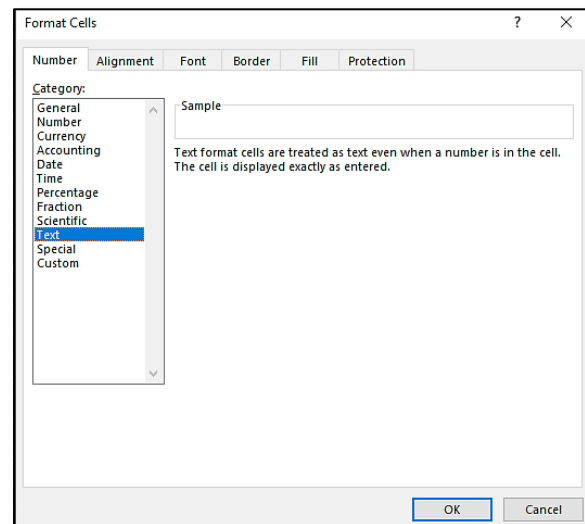 Format Cells
?
Number Alignment Font Border Fill Protection
Category:
General
Number
Currency
Accounting
Date
Time
Percentage
Fraction
Scientific
Text
Special
Custom
Sample
Text format cells are treated as text even when a number is in the cell.
The cell is displayed exactly as entered.
OK Cancel